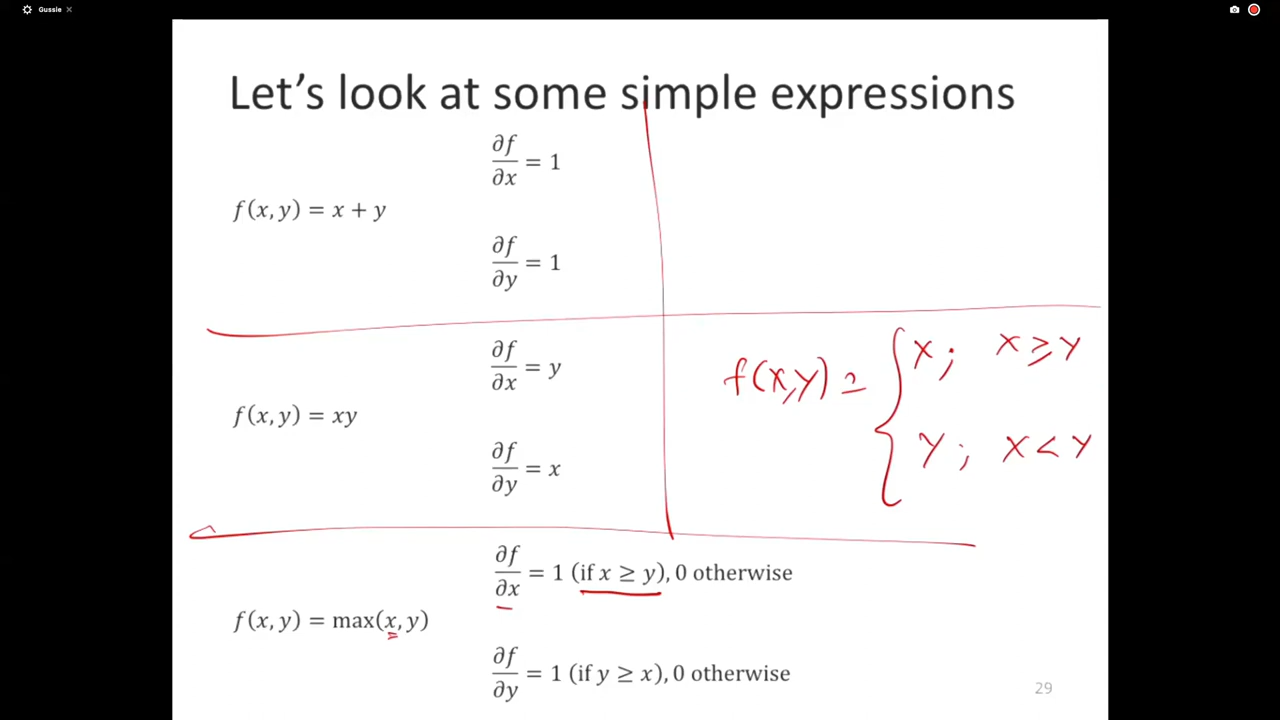 Gussie
Let's look at some simple expressions
∂f/∂x = 1
f(x, y) = x + y
∂f/∂y = 1
∂f/∂x = y
f(x, y) = xy
∂f/∂y = x
f(x,y) = { x; x ≥ y
y; x < y
∂f/∂x = 1 (if x ≥ y), 0 otherwise
f(x, y) = max(x, y)
∂f/∂y = 1 (if y ≥ x), 0 otherwise
29